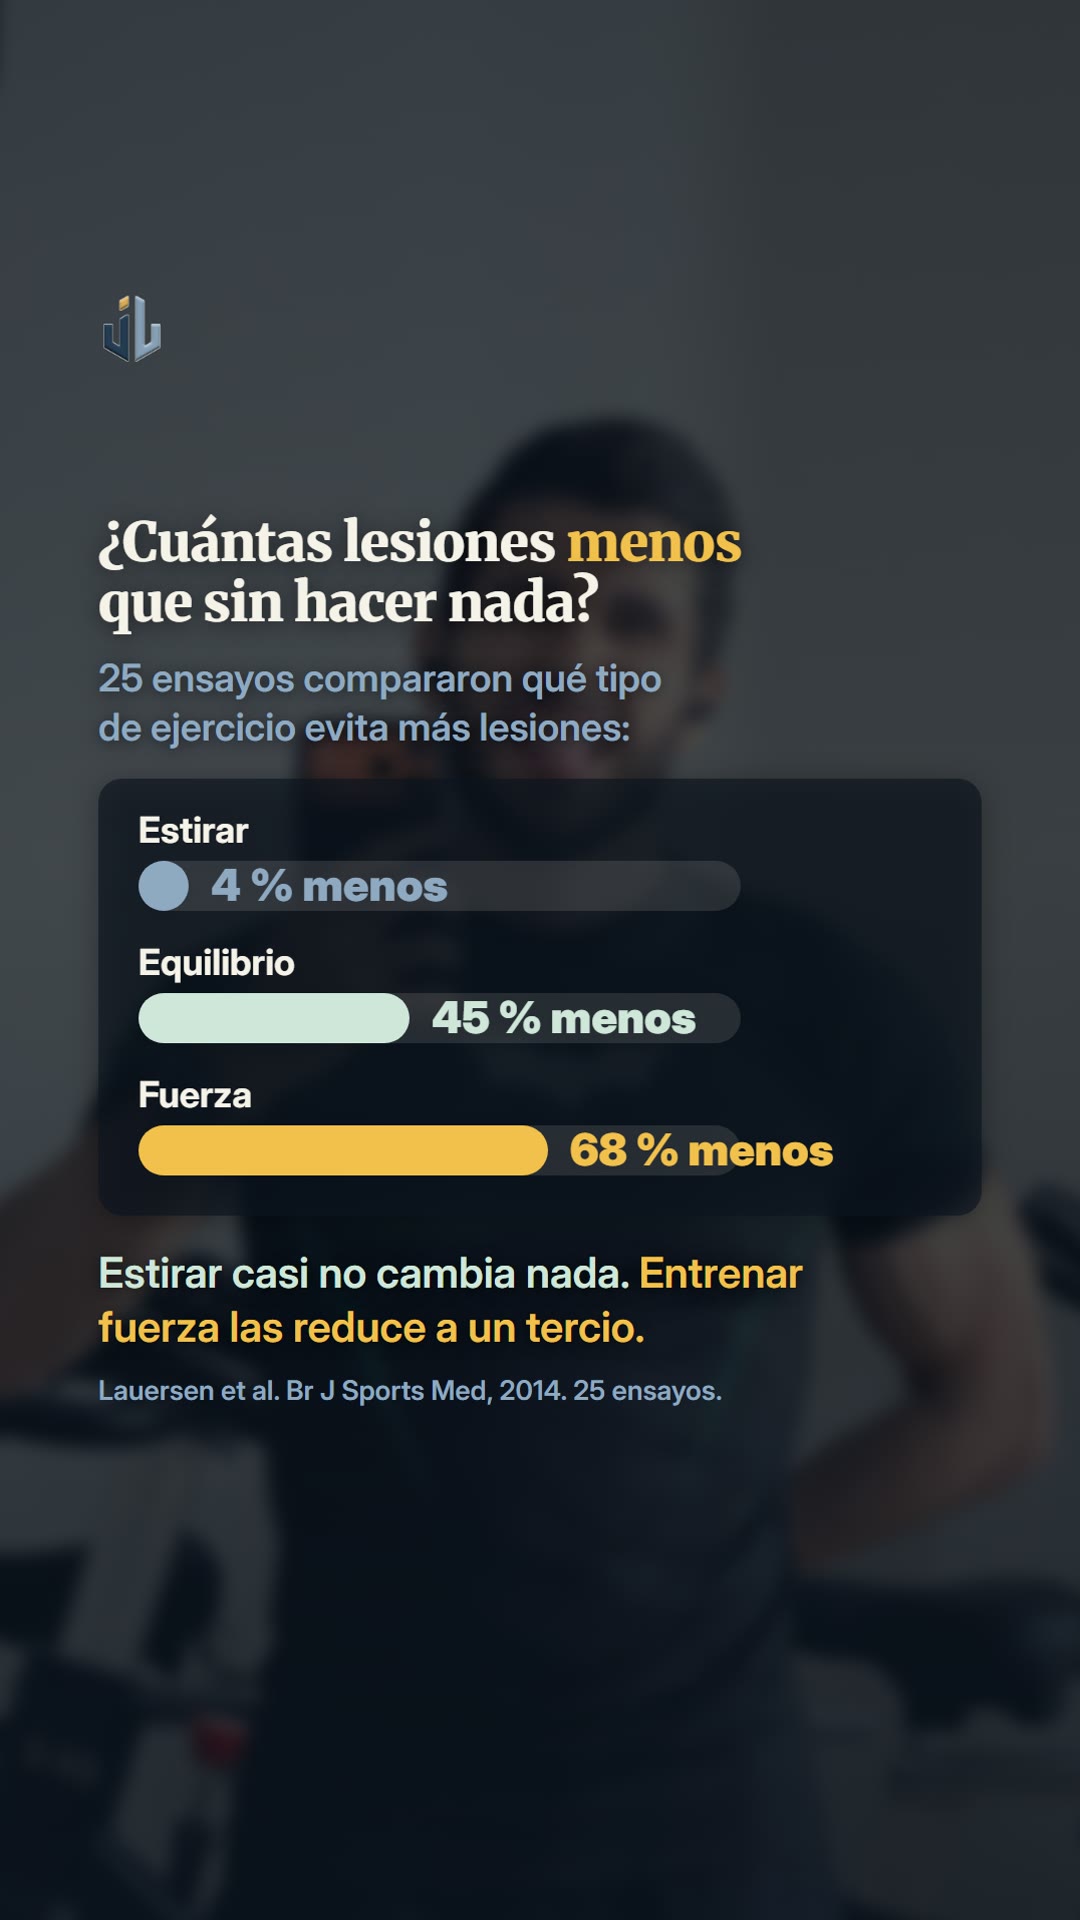 ¿Cuántas lesiones menos
que sin hacer nada?
25 ensayos compararon qué tipo
de ejercicio evita más lesiones:
Estirar
4 % menos
Equilibrio
45 % menos
Fuerza
68 % menos
Estirar casi no cambia nada. Entrenar
fuerza las reduce a un tercio.
Lauersen et al. Br J Sports Med, 2014. 25 ensayos.